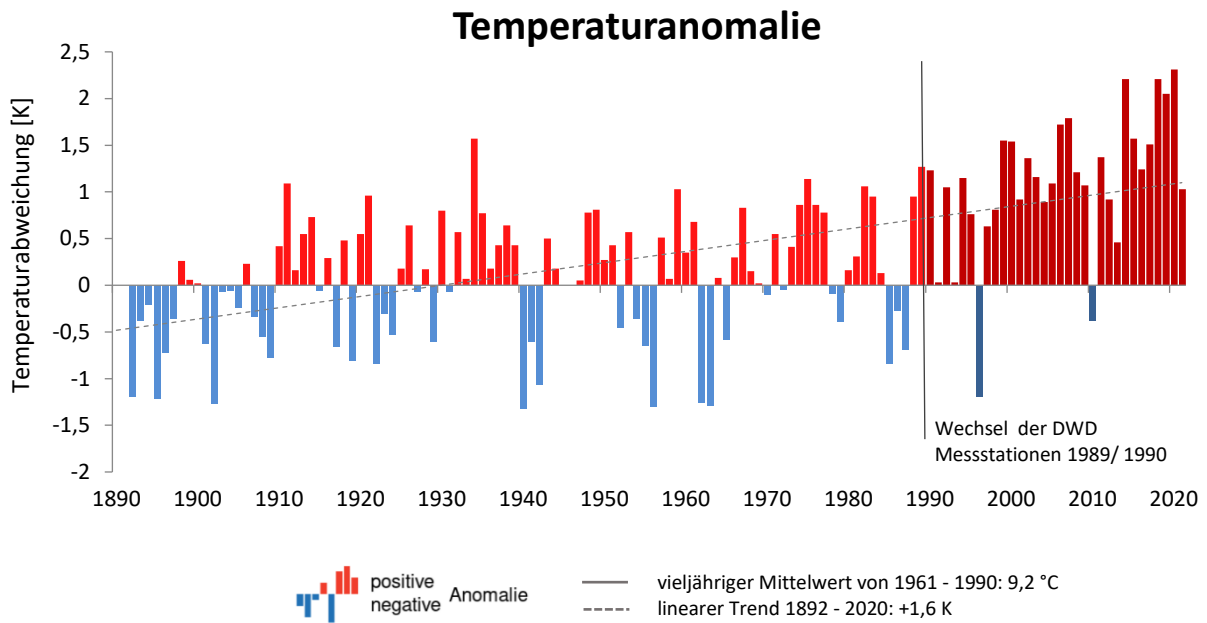 Temperaturanomalie
Temperaturabweichung [K]
2,5
2
1,5
1
0,5
0
-0,5
-1
-1,5
-2
Wechsel der DWD
Messstationen 1989/ 1990
1890 1900 1910 1920 1930 1940 1950 1960 1970 1980 1990 2000 2010 2020
positive
negative
Anomalie
vieljähriger Mittelwert von 1961 - 1990: 9,2 °C
linearer Trend 1892 - 2020: +1,6 K